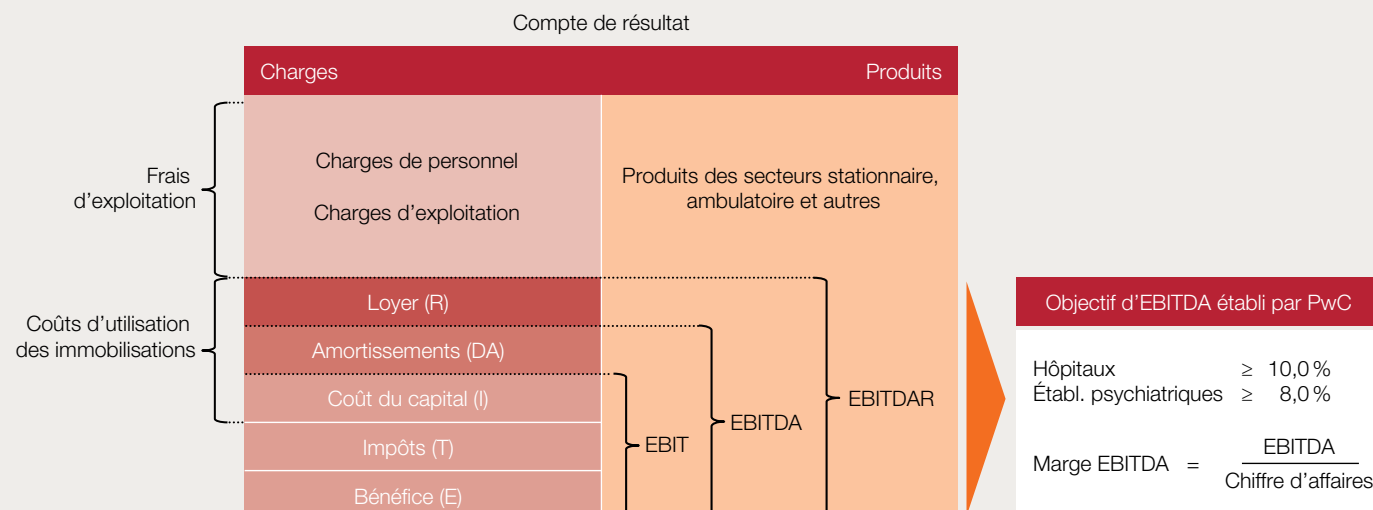 Compte de résultat
Charges
Produits
Frais
d’exploitation
Charges de personnel
Charges d’exploitation
Produits des secteurs stationnaire,
ambulatoire et autres
Coûts d’utilisation
des immobilisations
Loyer (R)
Amortissements (DA)
Coût du capital (I)
Impôts (T)
Bénéfice (E)
EBIT
EBITDA
EBITDAR
Objectif d’EBITDA établi par PwC
Hôpitaux ≥ 10,0 %
Établ. psychiatriques ≥ 8,0 %
Marge EBITDA = EBITDA
Chiffre d’affaires